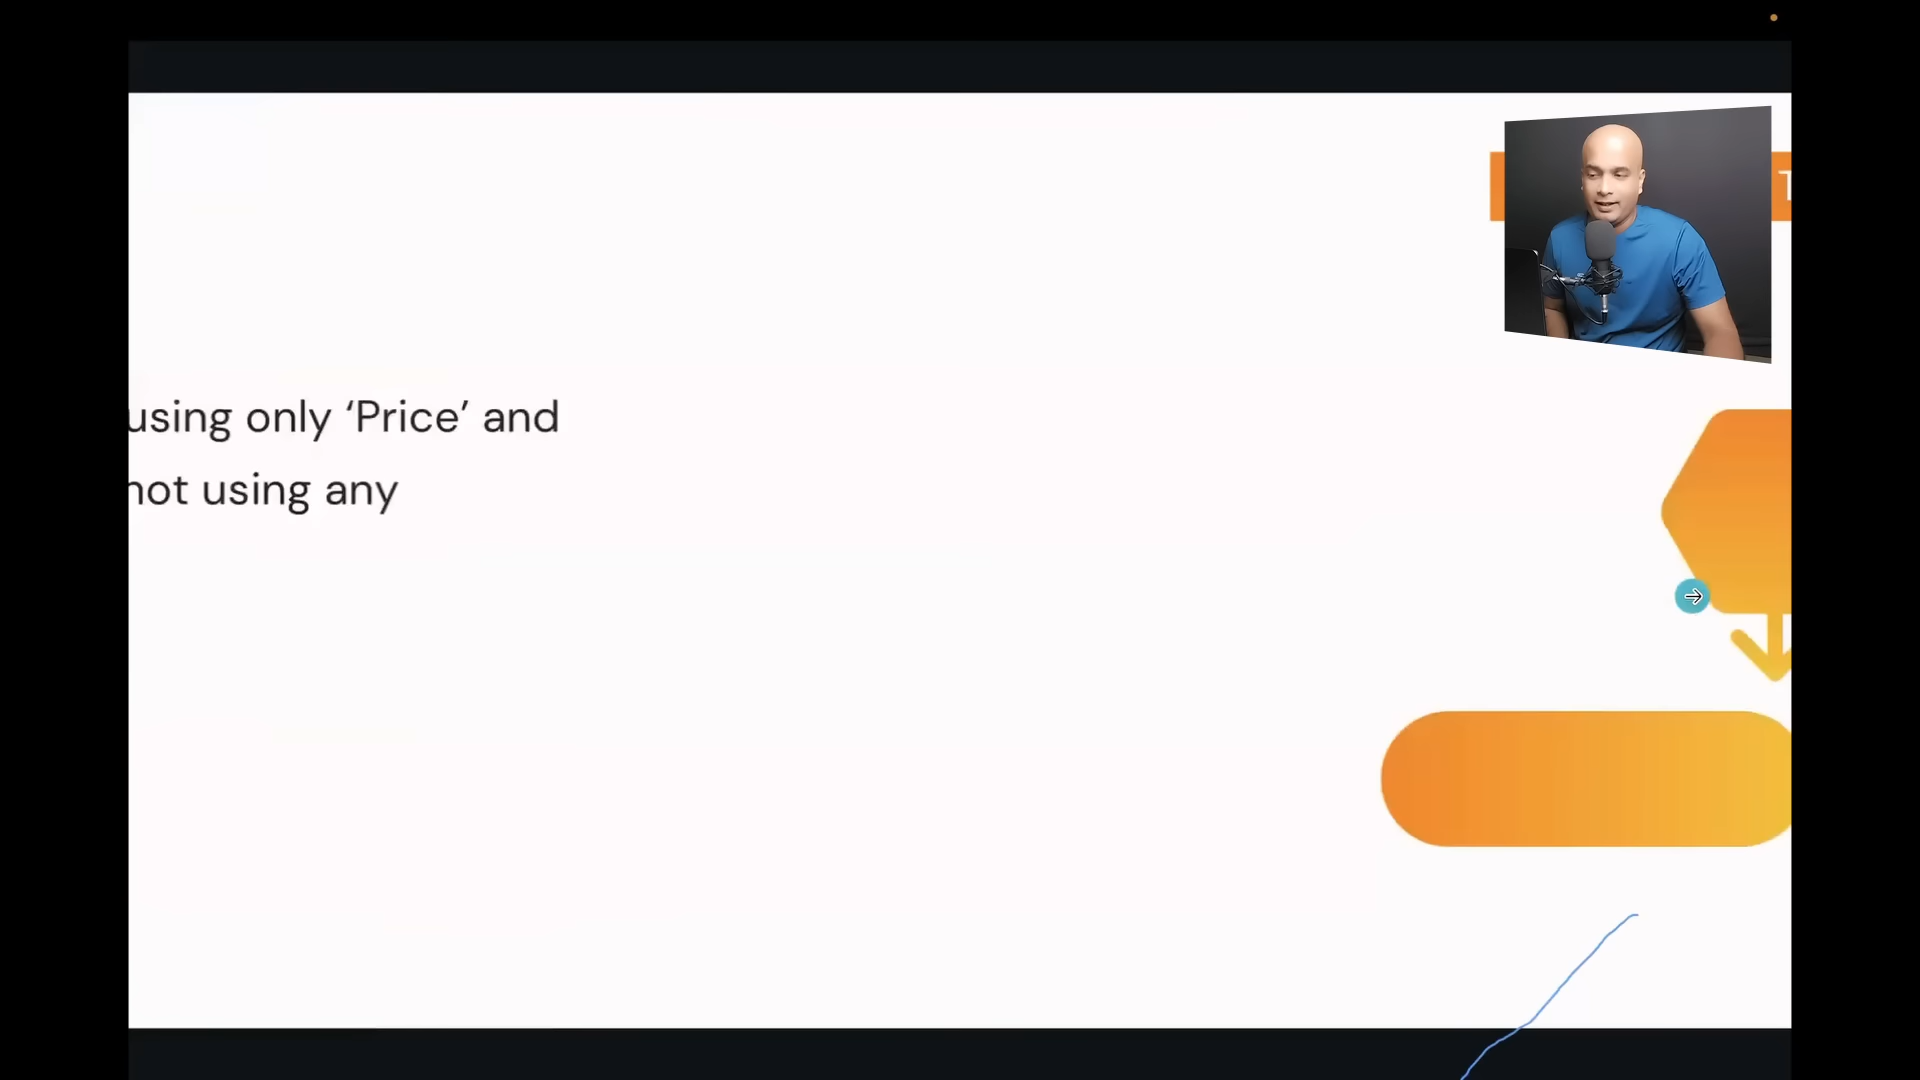 using only ‘Price’ and
not using any